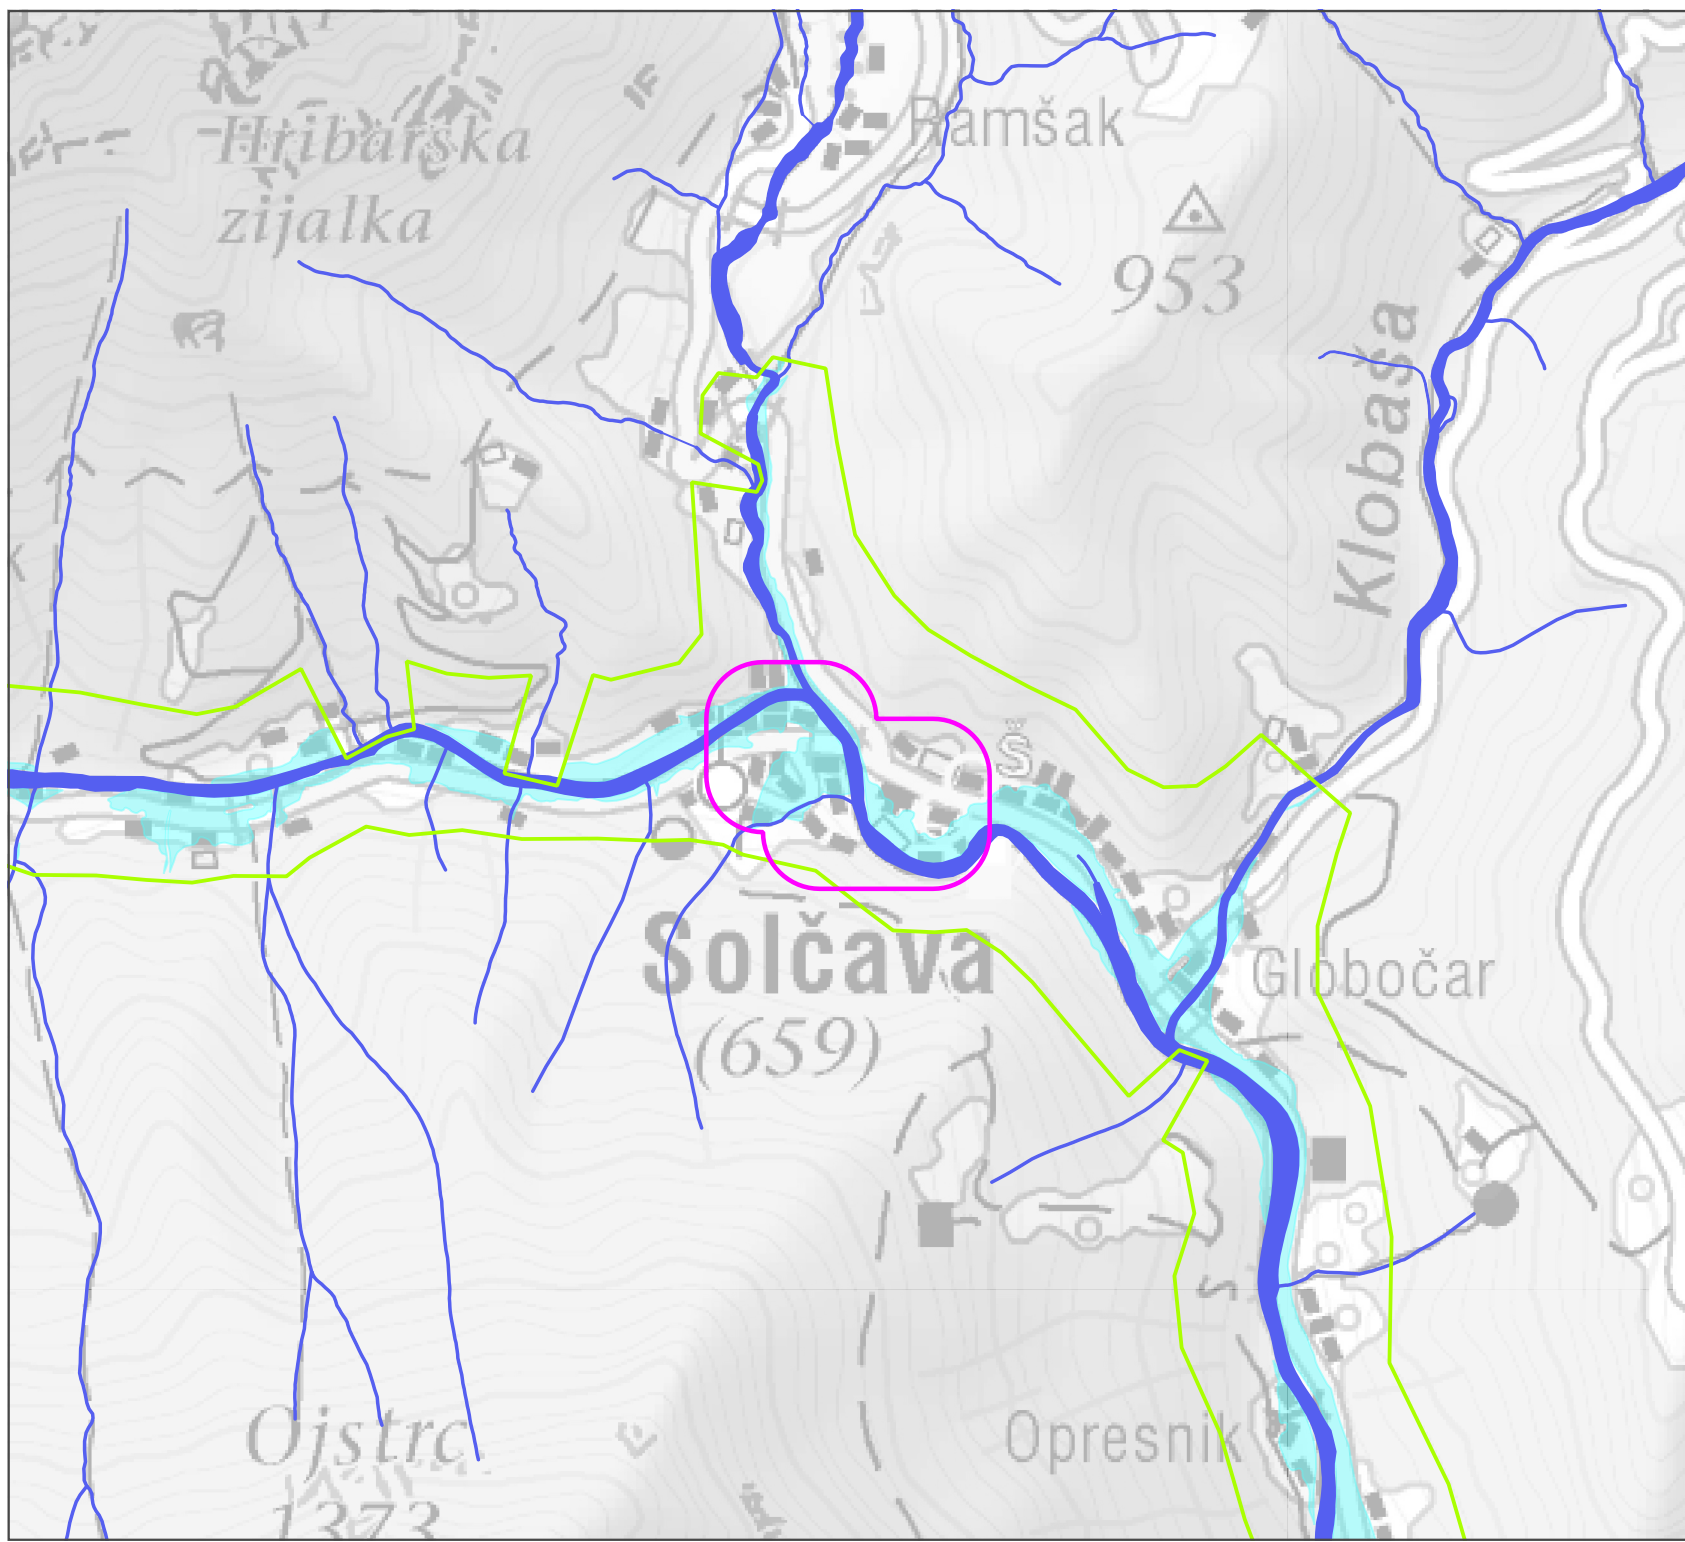 Ramšak
Hribarska
zijalka
953
Klobaša
Š
Solčava
(659)
Globočar
Opresnik
Ojstrc
1373